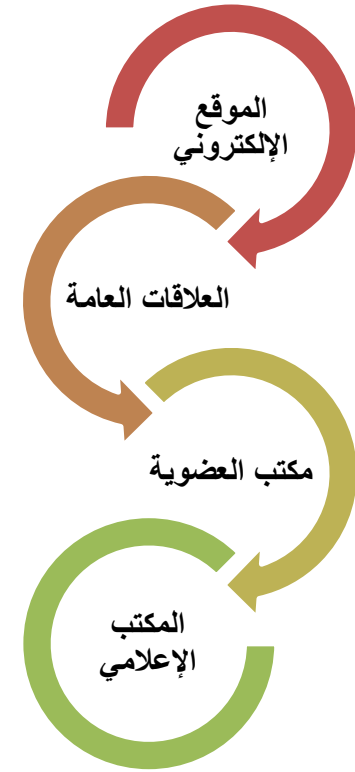 الموقع
الإلكتروني
العلاقات العامة
مكتب العضوية
المكتب
الإعلامي